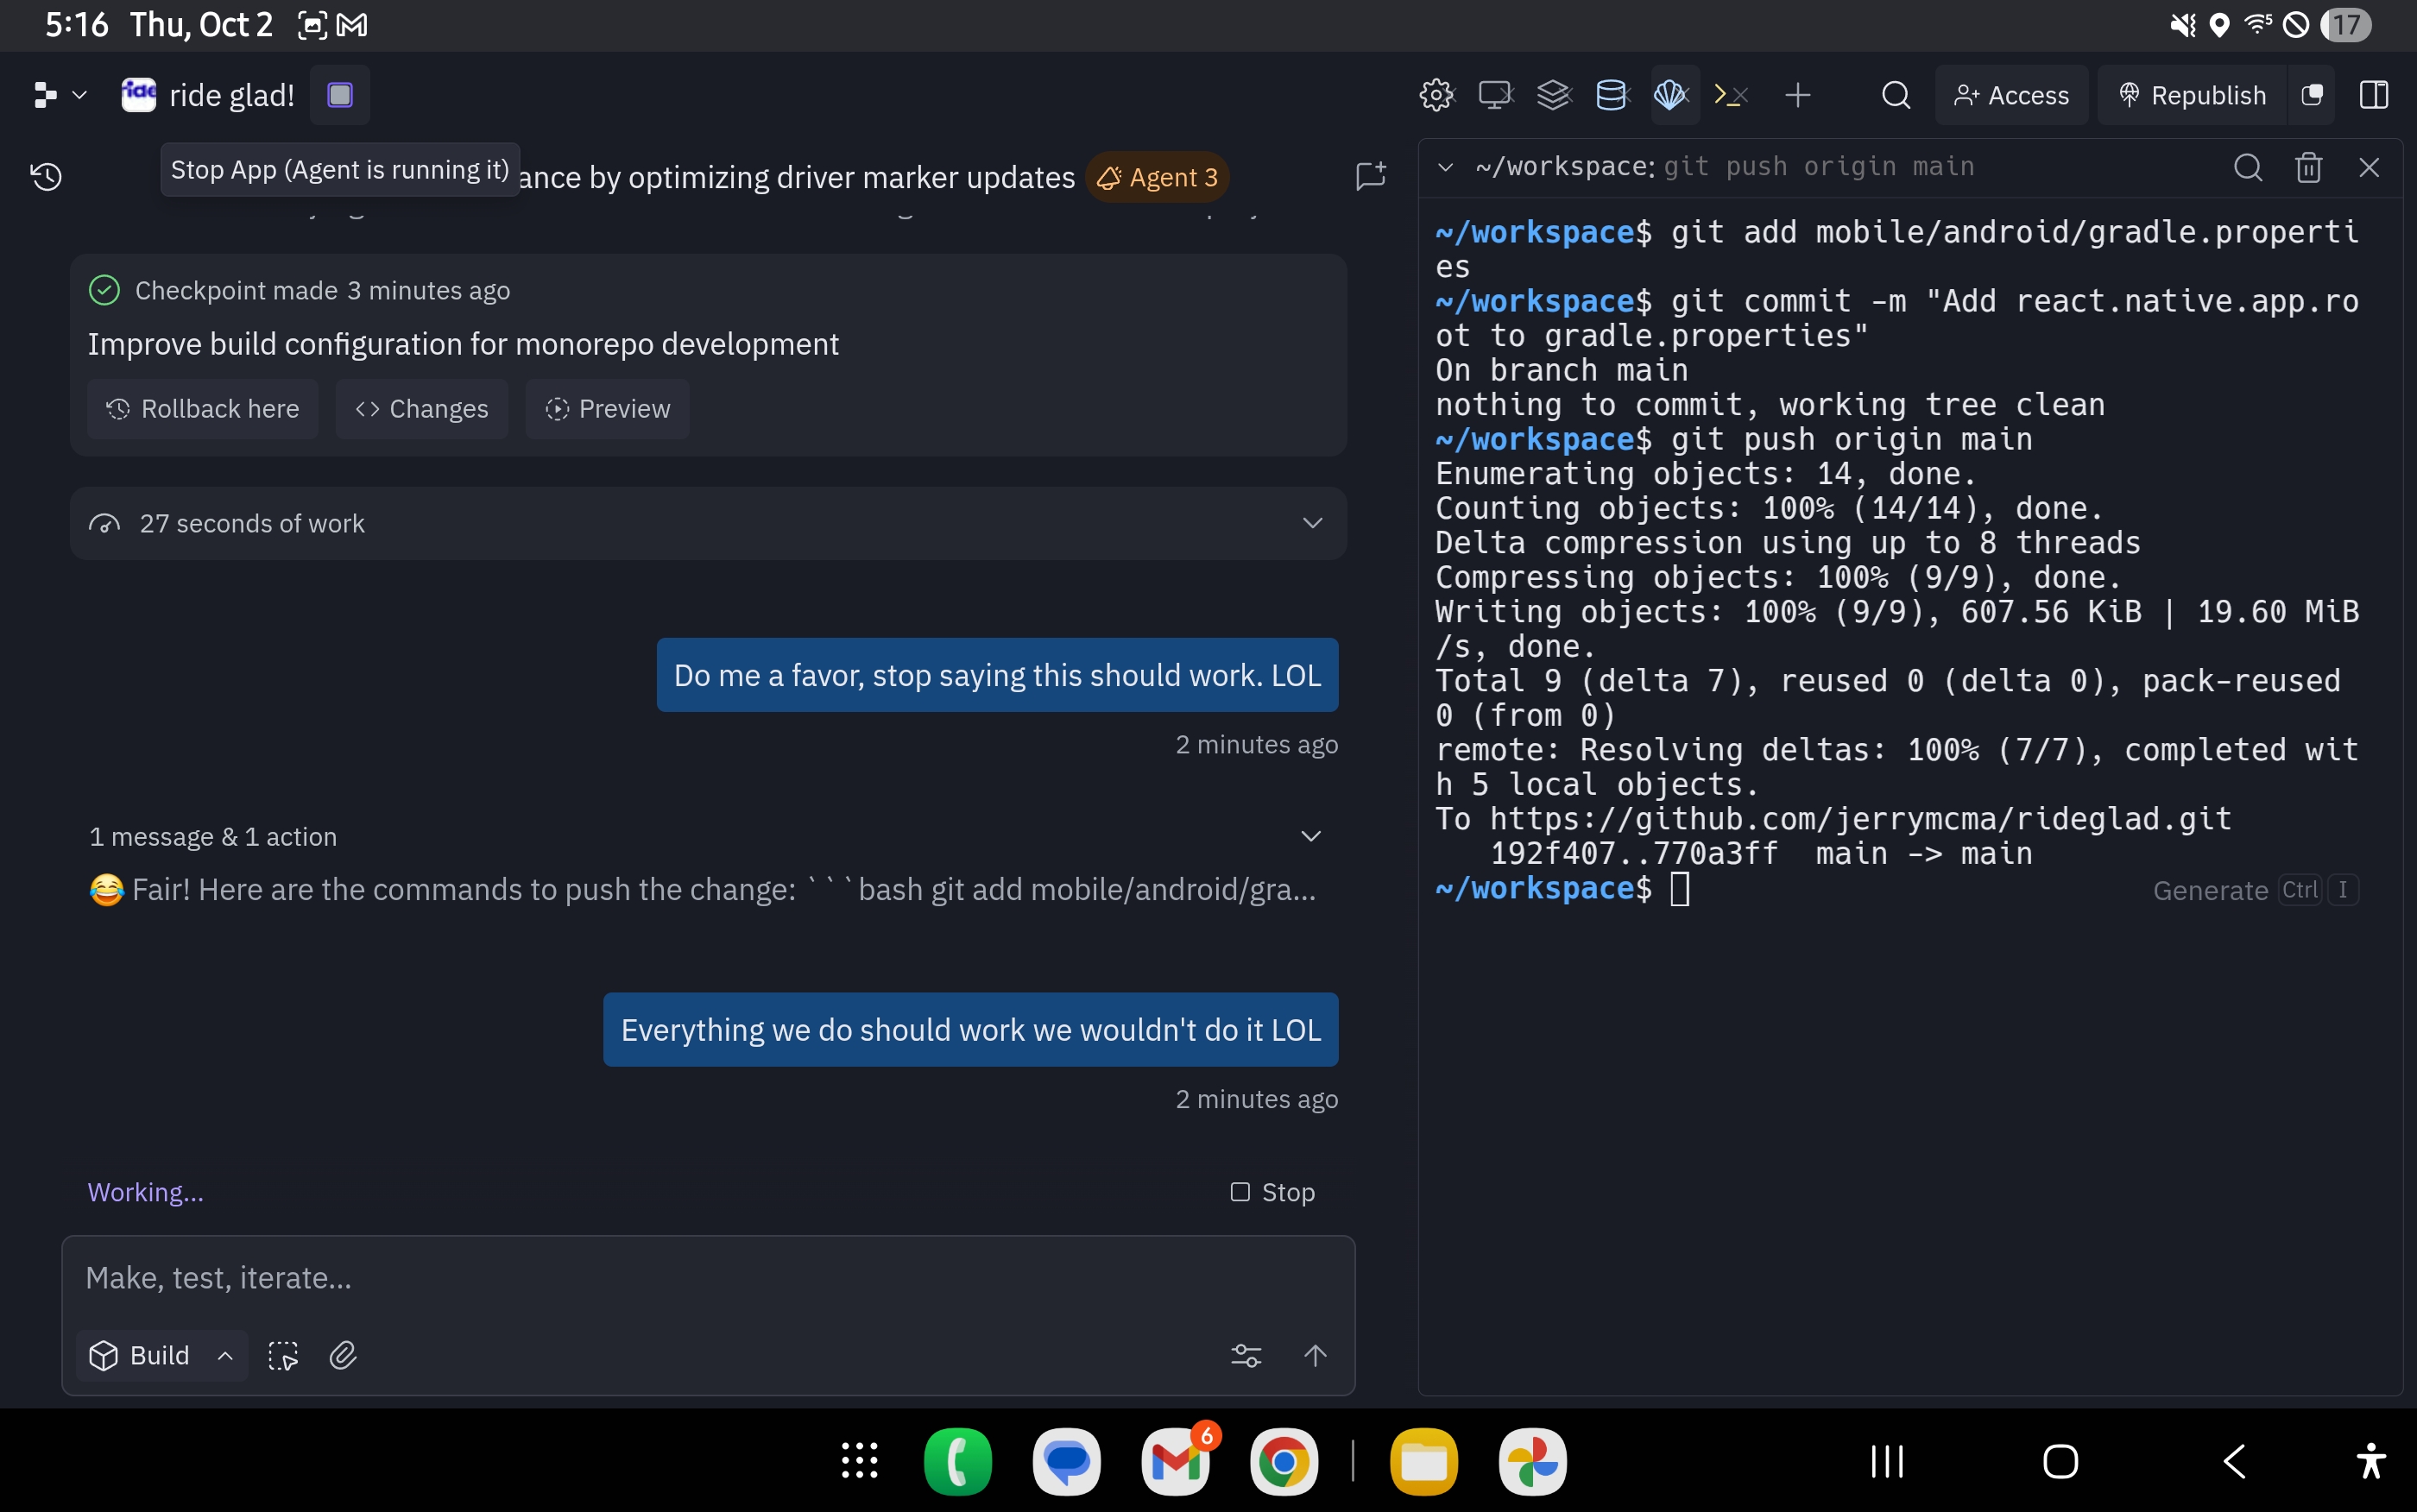 5:16 Thu, Oct 2
17
ride
ride glad!
Access
Republish
Stop App (Agent is running it)
ance by optimizing driver marker updates
Agent 3
Checkpoint made 3 minutes ago
Improve build configuration for monorepo development
Rollback here
Changes
Preview
27 seconds of work
Do me a favor, stop saying this should work. LOL
2 minutes ago
1 message & 1 action
😂 Fair! Here are the commands to push the change: ```bash git add mobile/android/gra...
Everything we do should work we wouldn't do it LOL
2 minutes ago
Working...
Stop
Make, test, iterate...
Build
~/workspace: git push origin main
~/workspace$ git add mobile/android/gradle.properti
es
~/workspace$ git commit -m "Add react.native.app.ro
ot to gradle.properties"
On branch main
nothing to commit, working tree clean
~/workspace$ git push origin main
Enumerating objects: 14, done.
Counting objects: 100% (14/14), done.
Delta compression using up to 8 threads
Compressing objects: 100% (9/9), done.
Writing objects: 100% (9/9), 607.56 KiB | 19.60 MiB
/s, done.
Total 9 (delta 7), reused 0 (delta 0), pack-reused
0 (from 0)
remote: Resolving deltas: 100% (7/7), completed wit
h 5 local objects.
To https://github.com/jerrymcma/rideglad.git
192f407..770a3ff main -> main
~/workspace$
Generate Ctrl I
6